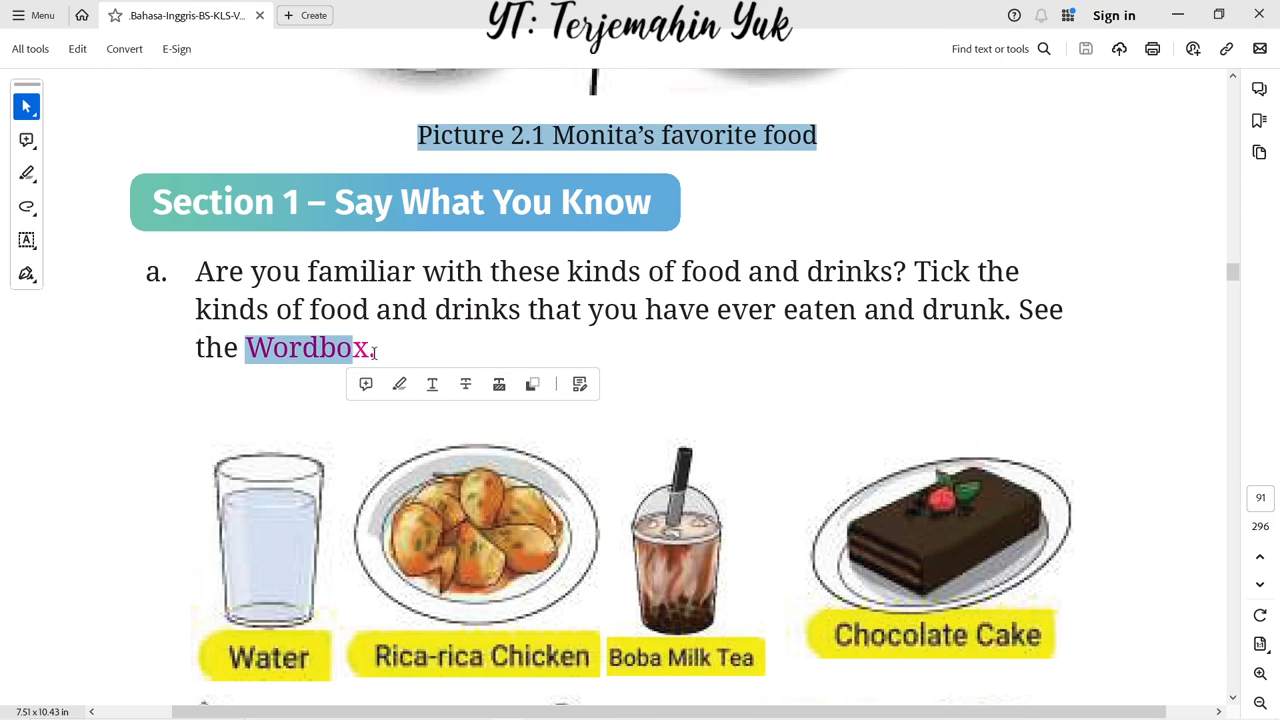 Menu
.Bahasa-Inggris-BS-KLS-V...
Create
YT: Terjemahin Yuk
Sign in
All tools
Edit
Convert
E-Sign
Find text or tools
Picture 2.1 Monita’s favorite food
Section 1 – Say What You Know
a. Are you familiar with these kinds of food and drinks? Tick the
kinds of food and drinks that you have ever eaten and drunk. See
the Wordbox.
Water
Rica-rica Chicken
Boba Milk Tea
Chocolate Cake
91
296
7.51 x 10.43 in